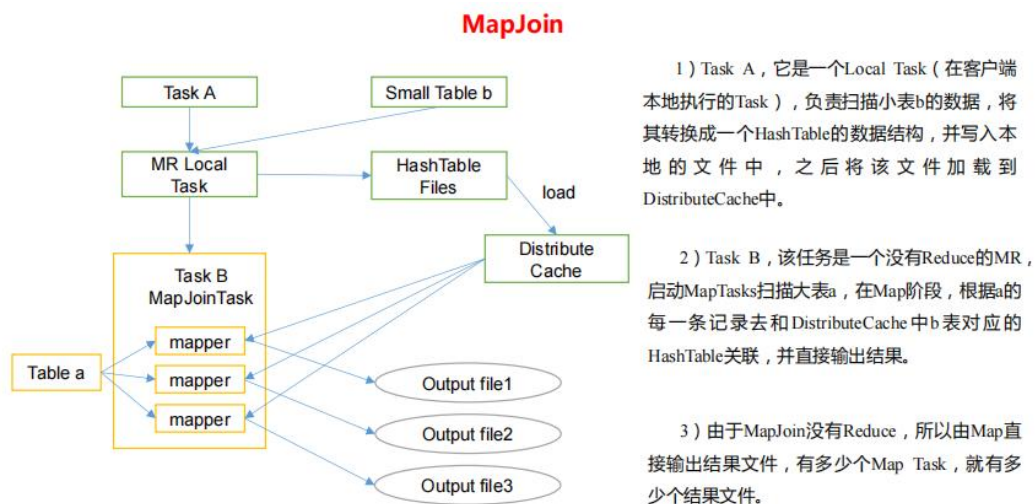 MapJoin
Task A
Small Table b
MR Local
Task
HashTable
Files
load
Distribute
Cache
Task B
MapJoinTask
mapper
mapper
mapper
Table a
Output file1
Output file2
Output file3
1）Task A，它是一个Local Task（在客户端
本地执行的Task），负责扫描小表b的数据，将
其转换成一个HashTable的数据结构，并写入本
地的文件中，之后将该文件加载到
DistributeCache中。
2）Task B，该任务是一个没有Reduce的MR，
启动MapTasks扫描大表a，在Map阶段，根据a的
每一条记录去和DistributeCache中b表对应的
HashTable关联，并直接输出结果。
3）由于MapJoin没有Reduce，所以由Map直
接输出结果文件，有多少个Map Task，就有多
少个结果文件。